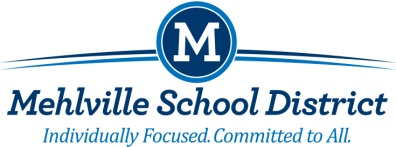 M
Mehlville School District
Individually Focused. Committed to All.